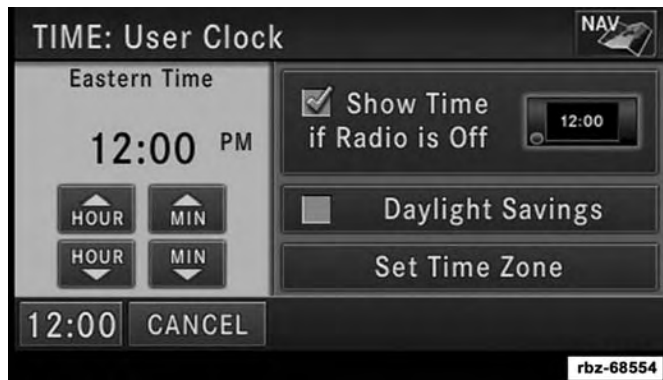 TIME: User Clock
NAV
Eastern Time
12:00 PM
HOUR MIN
HOUR MIN
Show Time
if Radio is Off
12:00
Daylight Savings
Set Time Zone
12:00 CANCEL
rbz-68554